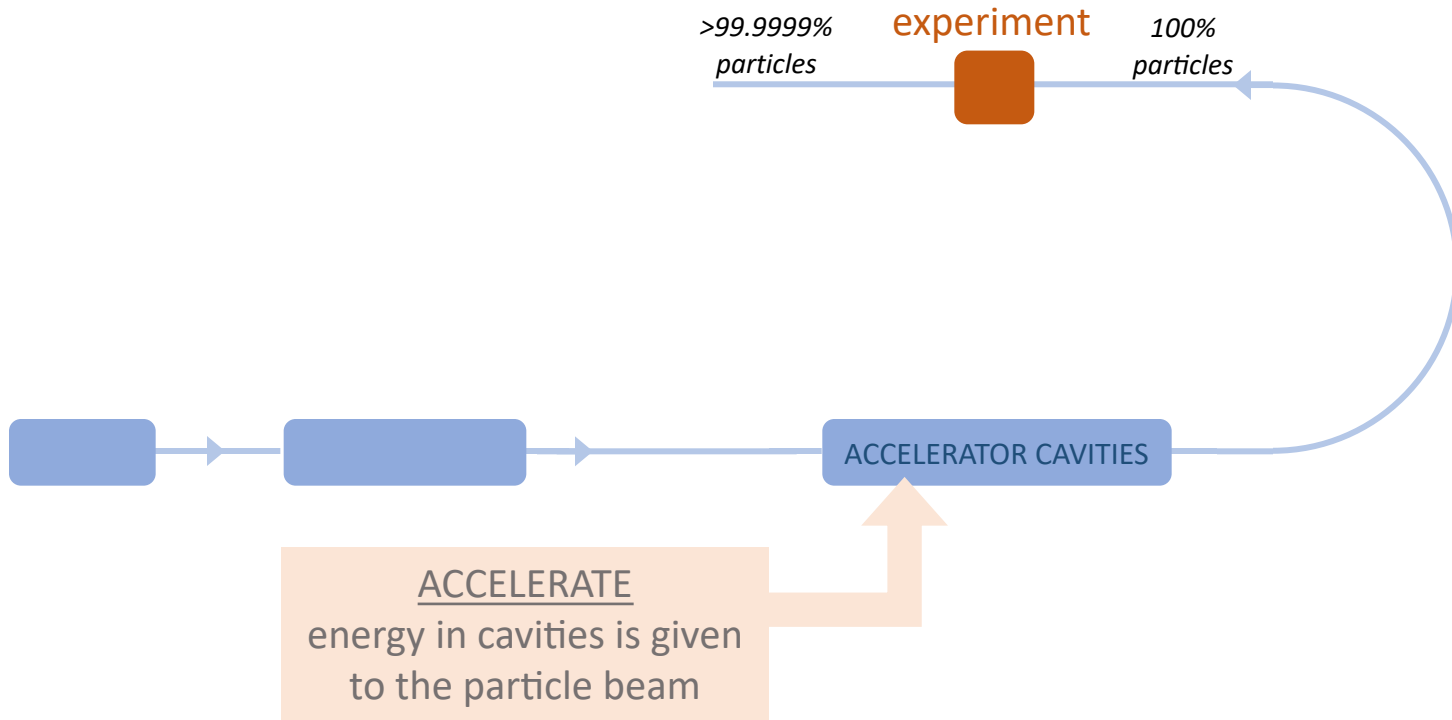 >99.9999%
particles
experiment
100%
particles
ACCELERATOR CAVITIES
ACCELERATE
energy in cavities is given
to the particle beam